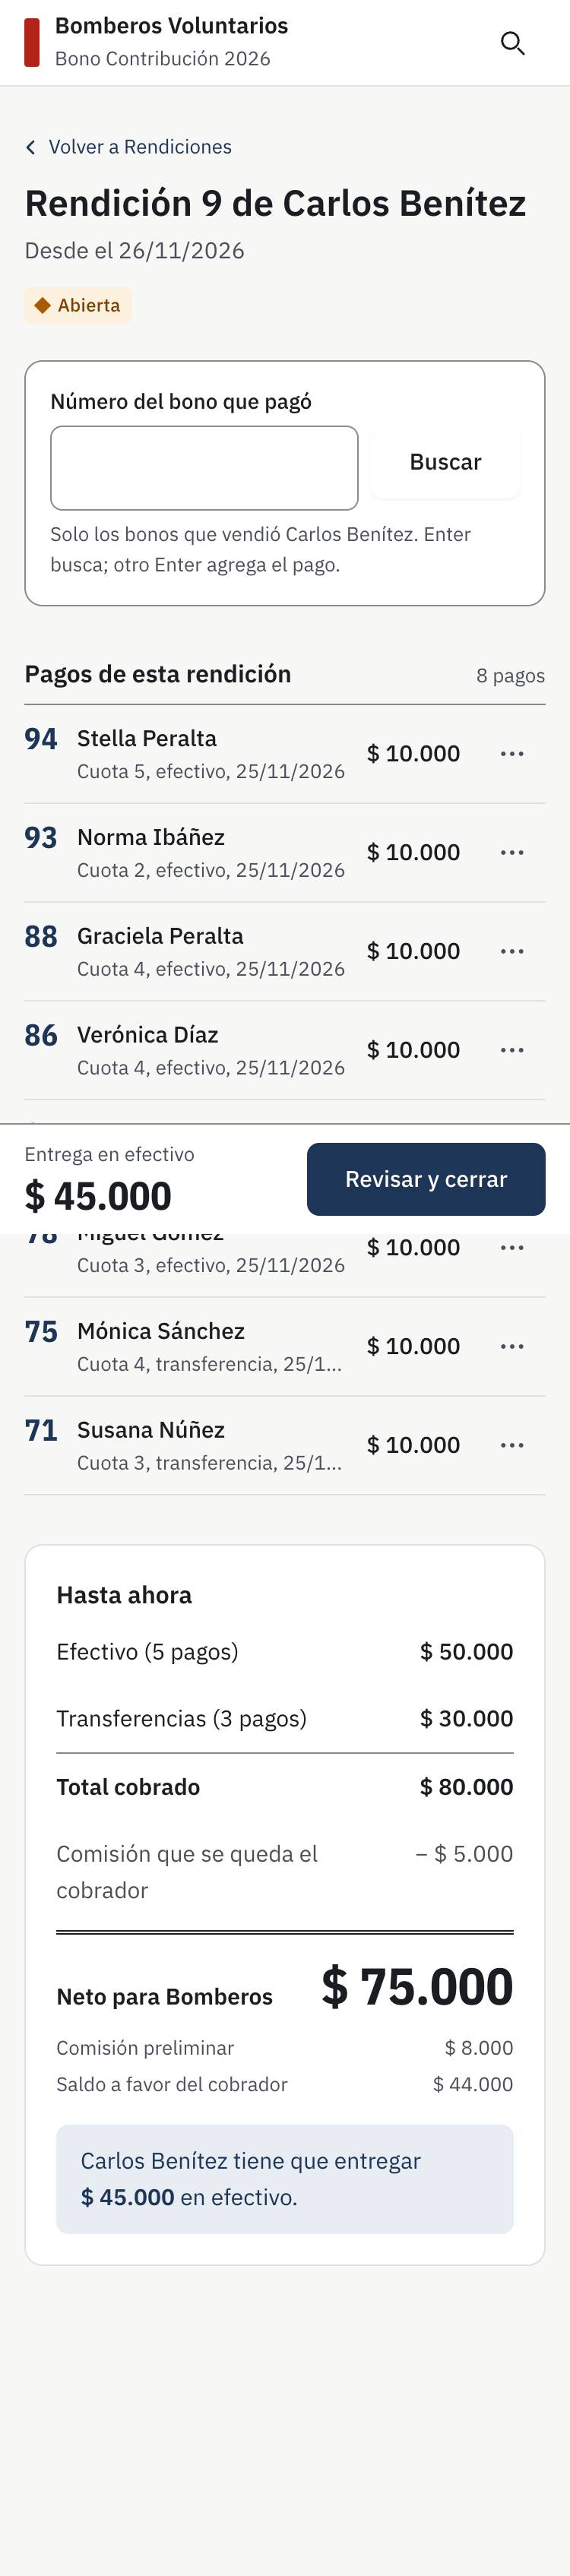 Bomberos Voluntarios
Bono Contribución 2026
Volver a Rendiciones
Rendición 9 de Carlos Benítez
Desde el 26/11/2026
Abierta
Número del bono que pagó
Buscar
Solo los bonos que vendió Carlos Benítez. Enter
busca; otro Enter agrega el pago.
Pagos de esta rendición 8 pagos
94 Stella Peralta $ 10.000
Cuota 5, efectivo, 25/11/2026
93 Norma Ibáñez $ 10.000
Cuota 2, efectivo, 25/11/2026
88 Graciela Peralta $ 10.000
Cuota 4, efectivo, 25/11/2026
86 Verónica Díaz $ 10.000
Cuota 4, efectivo, 25/11/2026
Entrega en efectivo
$ 45.000 Revisar y cerrar
78 Miguel Gómez $ 10.000
Cuota 3, efectivo, 25/11/2026
75 Mónica Sánchez $ 10.000
Cuota 4, transferencia, 25/1...
71 Susana Núñez $ 10.000
Cuota 3, transferencia, 25/1...
Hasta ahora
Efectivo (5 pagos) $ 50.000
Transferencias (3 pagos) $ 30.000
Total cobrado $ 80.000
Comisión que se queda el − $ 5.000
cobrador
Neto para Bomberos $ 75.000
Comisión preliminar $ 8.000
Saldo a favor del cobrador $ 44.000
Carlos Benítez tiene que entregar
$ 45.000 en efectivo.